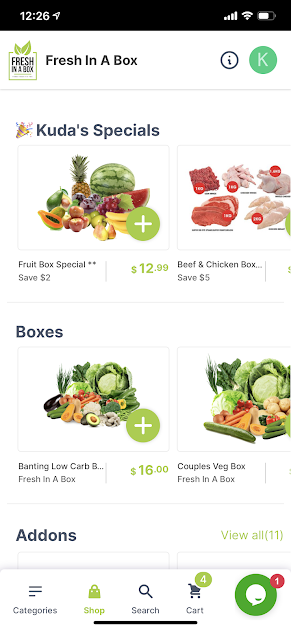 12:26
FRESH
IN A BOX
Fresh In A Box
K
🎉 Kuda's Specials
Fruit Box Special **
Save $2
$12.99
Beef & Chicken Box...
Save $5
$
Boxes
Banting Low Carb B...
Fresh In A Box
$16.00
Couples Veg Box
Fresh In A Box
Addons
View all(11)
Categories
Shop
Search
4
Cart
1